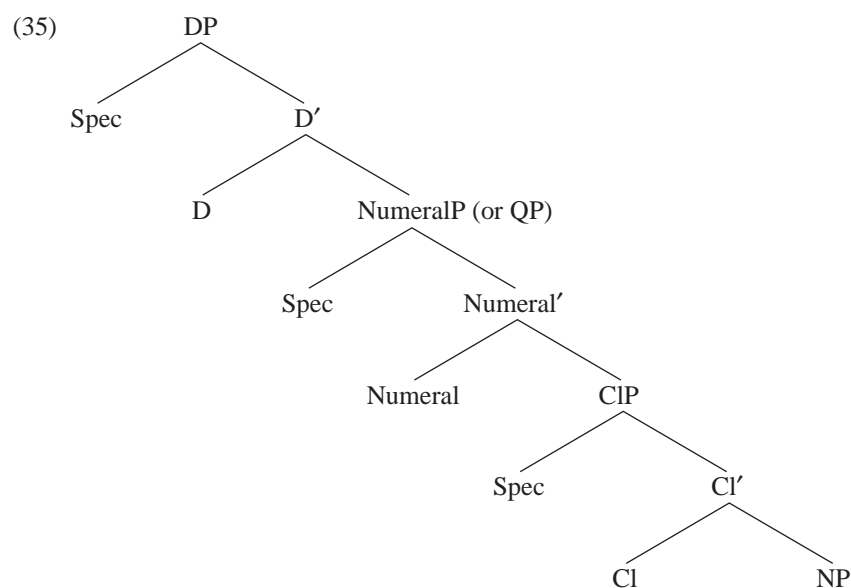 (35) DP
Spec D′
D NumeralP (or QP)
Spec Numeral′
Numeral ClP
Spec Cl′
Cl NP